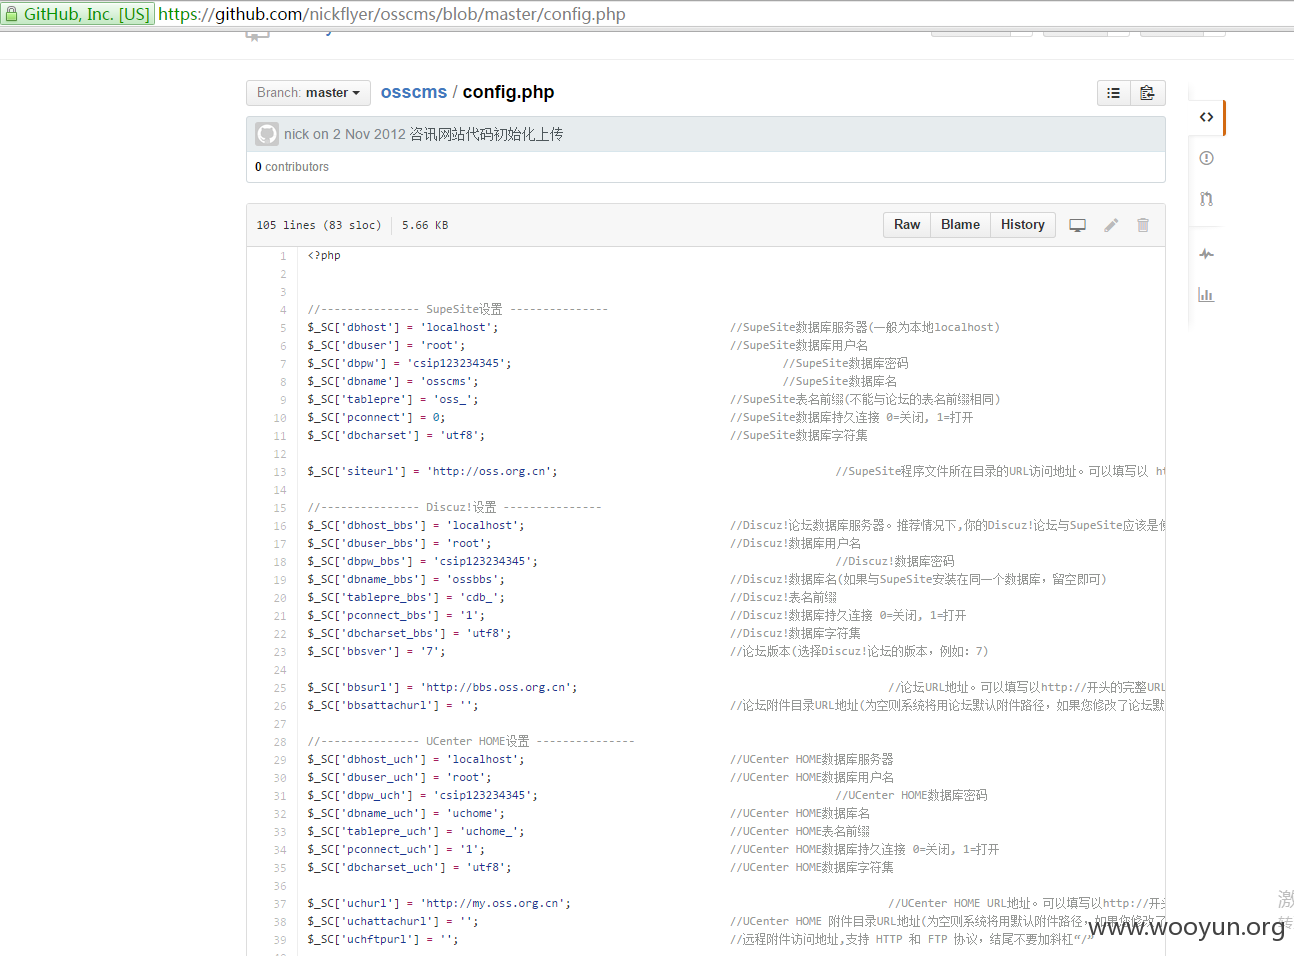 GitHub, Inc. [US] https://github.com/nickflyer/osscms/blob/master/config.php
Branch: master osscms / config.php
nick on 2 Nov 2012 咨讯网站代码初始化上传
0 contributors
105 lines (83 sloc) 5.66 KB Raw Blame History
1 <?php
2
3
4 //--------------- SupeSite设置 ---------------
5 $_SC['dbhost'] = 'localhost'; //SupeSite数据库服务器(一般为本地localhost)
6 $_SC['dbuser'] = 'root'; //SupeSite数据库用户名
7 $_SC['dbpw'] = 'csip123234345'; //SupeSite数据库密码
8 $_SC['dbname'] = 'osscms'; //SupeSite数据库名
9 $_SC['tablepre'] = 'oss_'; //SupeSite表名前缀(不能与论坛的表名前缀相同)
10 $_SC['pconnect'] = 0; //SupeSite数据库持久连接 0=关闭, 1=打开
11 $_SC['dbcharset'] = 'utf8'; //SupeSite数据库字符集
12
13 $_SC['siteurl'] = 'http://oss.org.cn'; //SupeSite程序文件所在目录的URL访问地址。可以填写以 ht
14
15 //--------------- Discuz!设置 ---------------
16 $_SC['dbhost_bbs'] = 'localhost'; //Discuz!论坛数据库服务器。推荐情况下,你的Discuz!论坛与SupeSite应该是使
17 $_SC['dbuser_bbs'] = 'root'; //Discuz!数据库用户名
18 $_SC['dbpw_bbs'] = 'csip123234345'; //Discuz!数据库密码
19 $_SC['dbname_bbs'] = 'ossbbs'; //Discuz!数据库名(如果与SupeSite安装在同一个数据库，留空即可)
20 $_SC['tablepre_bbs'] = 'cdb_'; //Discuz!表名前缀
21 $_SC['pconnect_bbs'] = '1'; //Discuz!数据库持久连接 0=关闭, 1=打开
22 $_SC['dbcharset_bbs'] = 'utf8'; //Discuz!数据库字符集
23 $_SC['bbsver'] = '7'; //论坛版本(选择Discuz!论坛的版本，例如：7)
24
25 $_SC['bbsurl'] = 'http://bbs.oss.org.cn'; //论坛URL地址。可以填写以http://开头的完整URL
26 $_SC['bbsattachurl'] = ''; //论坛附件目录URL地址(为空则系统将用论坛默认附件路径，如果您修改了论坛默
27
28 //--------------- UCenter HOME设置 ---------------
29 $_SC['dbhost_uch'] = 'localhost'; //UCenter HOME数据库服务器
30 $_SC['dbuser_uch'] = 'root'; //UCenter HOME数据库用户名
31 $_SC['dbpw_uch'] = 'csip123234345'; //UCenter HOME数据库密码
32 $_SC['dbname_uch'] = 'uchome'; //UCenter HOME数据库名
33 $_SC['tablepre_uch'] = 'uchome_'; //UCenter HOME表名前缀
34 $_SC['pconnect_uch'] = '1'; //UCenter HOME数据库持久连接 0=关闭, 1=打开
35 $_SC['dbcharset_uch'] = 'utf8'; //UCenter HOME数据库字符集
36
37 $_SC['uchurl'] = 'http://my.oss.org.cn'; //UCenter HOME URL地址。可以填写以http://开头
38 $_SC['uchattachurl'] = ''; //UCenter HOME 附件目录URL地址(为空则系统将用默认附件路径，如果您修改了
39 $_SC['uchftpurl'] = ''; //远程附件访问地址,支持 HTTP 和 FTP 协议，结尾不要加斜杠“/”
激
转
www.wooyun.org